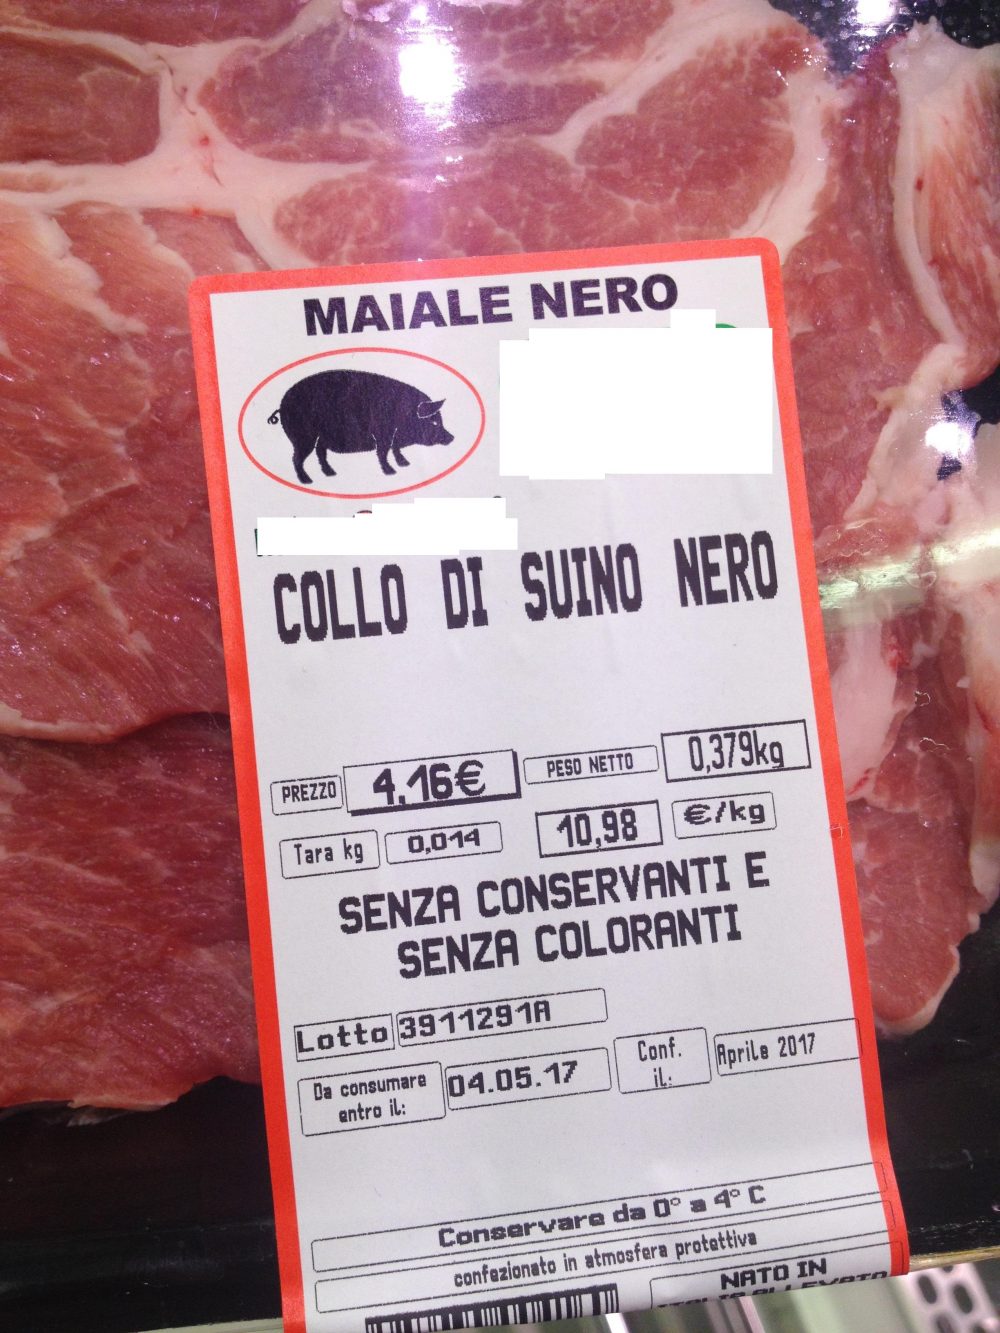 MAIALE NERO
COLLO DI SUINO NERO
PREZZO 4,16€ PESO NETTO 0,379kg
Tara kg 0,014 10,98 €/kg
SENZA CONSERVANTI E
SENZA COLORANTI
Lotto 3911291A
Da consumare entro il: 04.05.17 Conf. il: Aprile 2017
Conservare da 0° a 4° C
confezionato in atmosfera protettiva
NATO IN
ITALIA ALLEVATO